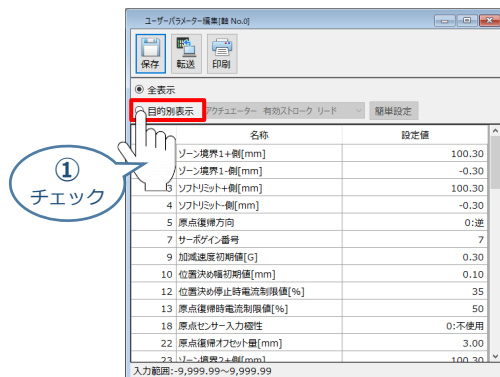 ユーザーパラメーター編集[軸 No.0]
保存 転送 印刷
全表示
目的別表示 アクチュエーター 有効ストローク リード 簡単設定
名称 設定値
ゾーン境界1+側[mm] 100.30
ゾーン境界1-側[mm] -0.30
3 ソフトリミット+側[mm] 100.30
4 ソフトリミット-側[mm] -0.30
5 原点復帰方向 0:逆
7 サーボゲイン番号 7
9 加減速度初期値[G] 0.30
10 位置決め幅初期値[mm] 0.10
12 位置決め停止時電流制限値[%] 35
13 原点復帰時電流制限値[%] 50
18 原点センサー入力極性 0:不使用
22 原点復帰オフセット量[mm] 3.00
23 ゾーン境界2+側[mm] 100.30
入力範囲:-9,999.99～9,999.99
①
チェック